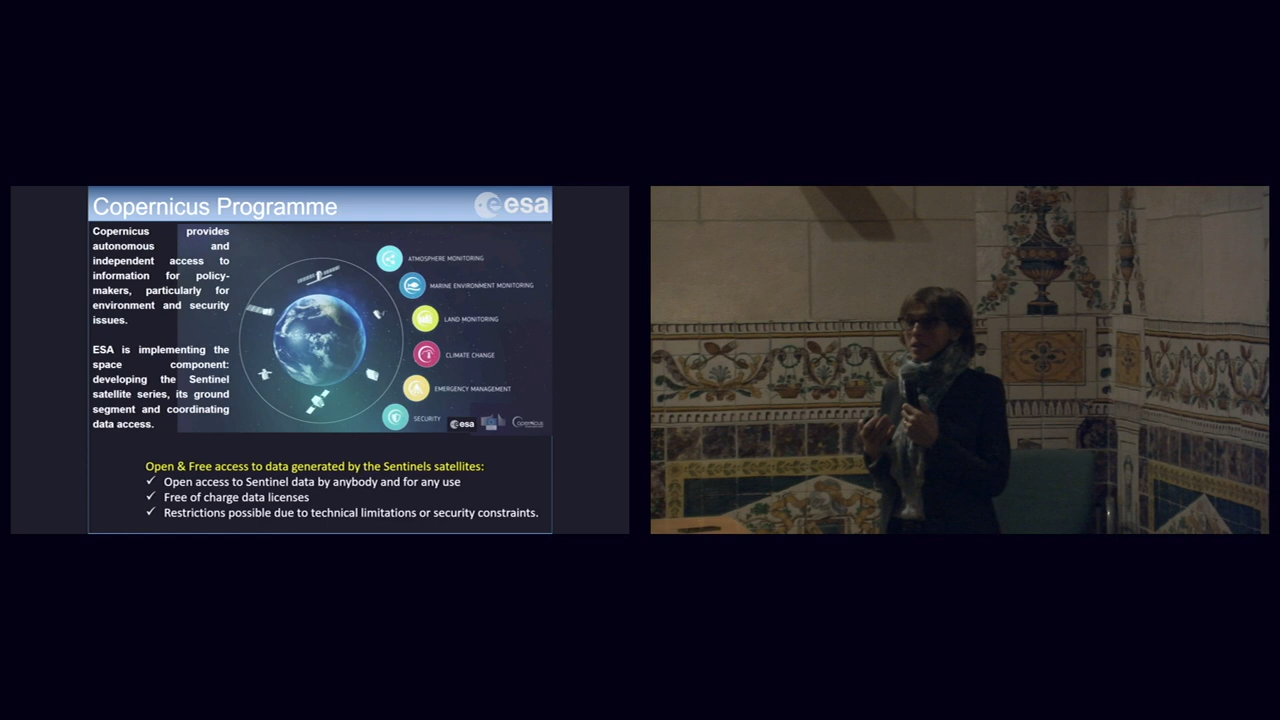 Copernicus Programme
esa
Copernicus provides
autonomous and
independent access to
information for policy-
makers, particularly for
environment and security
issues.
ESA is implementing the
space component:
developing the Sentinel
satellite series, its ground
segment and coordinating
data access.
ATMOSPHERE MONITORING
MARINE ENVIRONMENT MONITORING
LAND MONITORING
CLIMATE CHANGE
EMERGENCY MANAGEMENT
SECURITY
esa
Copernicus
Open & Free access to data generated by the Sentinels satellites:
✓ Open access to Sentinel data by anybody and for any use
✓ Free of charge data licenses
✓ Restrictions possible due to technical limitations or security constraints.